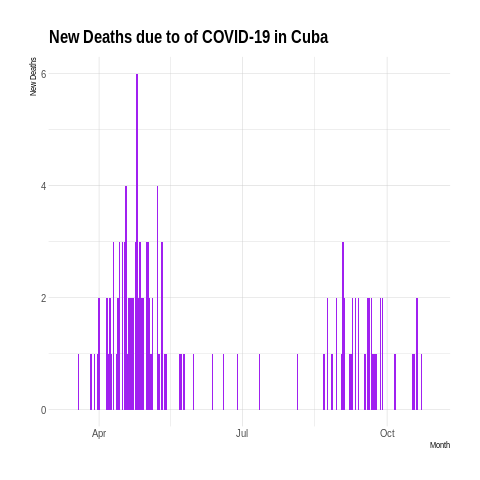 New Deaths due to of COVID-19 in Cuba
New Deaths
6
4
2
0
Apr
Jul
Oct
Month